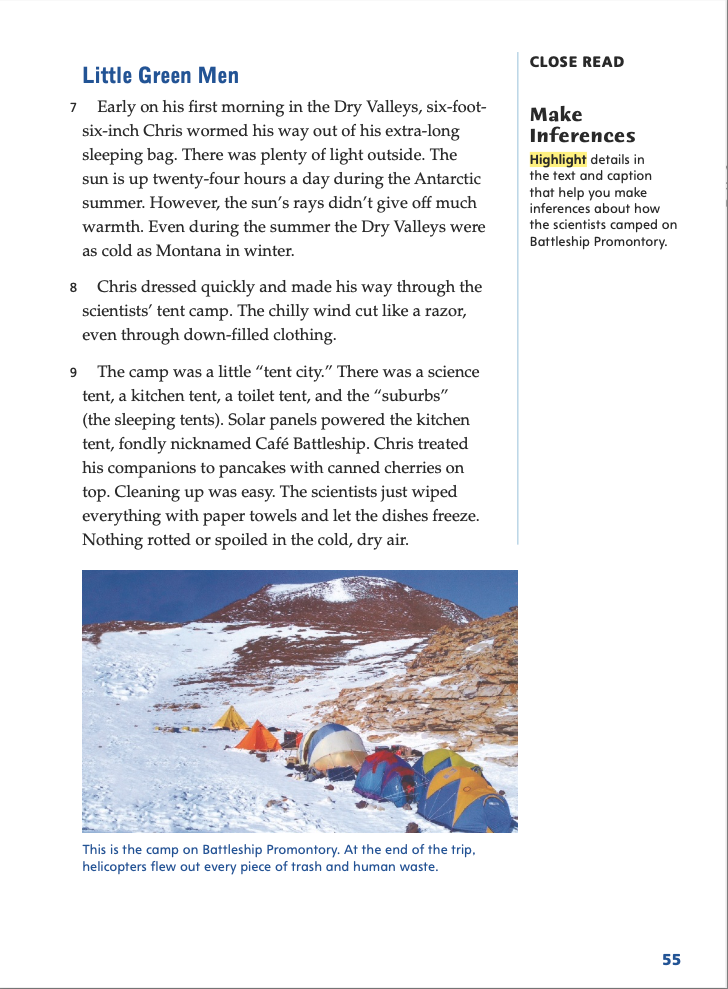 Little Green Men
7 Early on his first morning in the Dry Valleys, six-foot-
six-inch Chris wormed his way out of his extra-long
sleeping bag. There was plenty of light outside. The
sun is up twenty-four hours a day during the Antarctic
summer. However, the sun’s rays didn’t give off much
warmth. Even during the summer the Dry Valleys were
as cold as Montana in winter.
8 Chris dressed quickly and made his way through the
scientists’ tent camp. The chilly wind cut like a razor,
even through down-filled clothing.
9 The camp was a little “tent city.” There was a science
tent, a kitchen tent, a toilet tent, and the “suburbs”
(the sleeping tents). Solar panels powered the kitchen
tent, fondly nicknamed Café Battleship. Chris treated
his companions to pancakes with canned cherries on
top. Cleaning up was easy. The scientists just wiped
everything with paper towels and let the dishes freeze.
Nothing rotted or spoiled in the cold, dry air.
This is the camp on Battleship Promontory. At the end of the trip,
helicopters flew out every piece of trash and human waste.
CLOSE READ
Make
Inferences
Highlight details in
the text and caption
that help you make
inferences about how
the scientists camped on
Battleship Promontory.
55